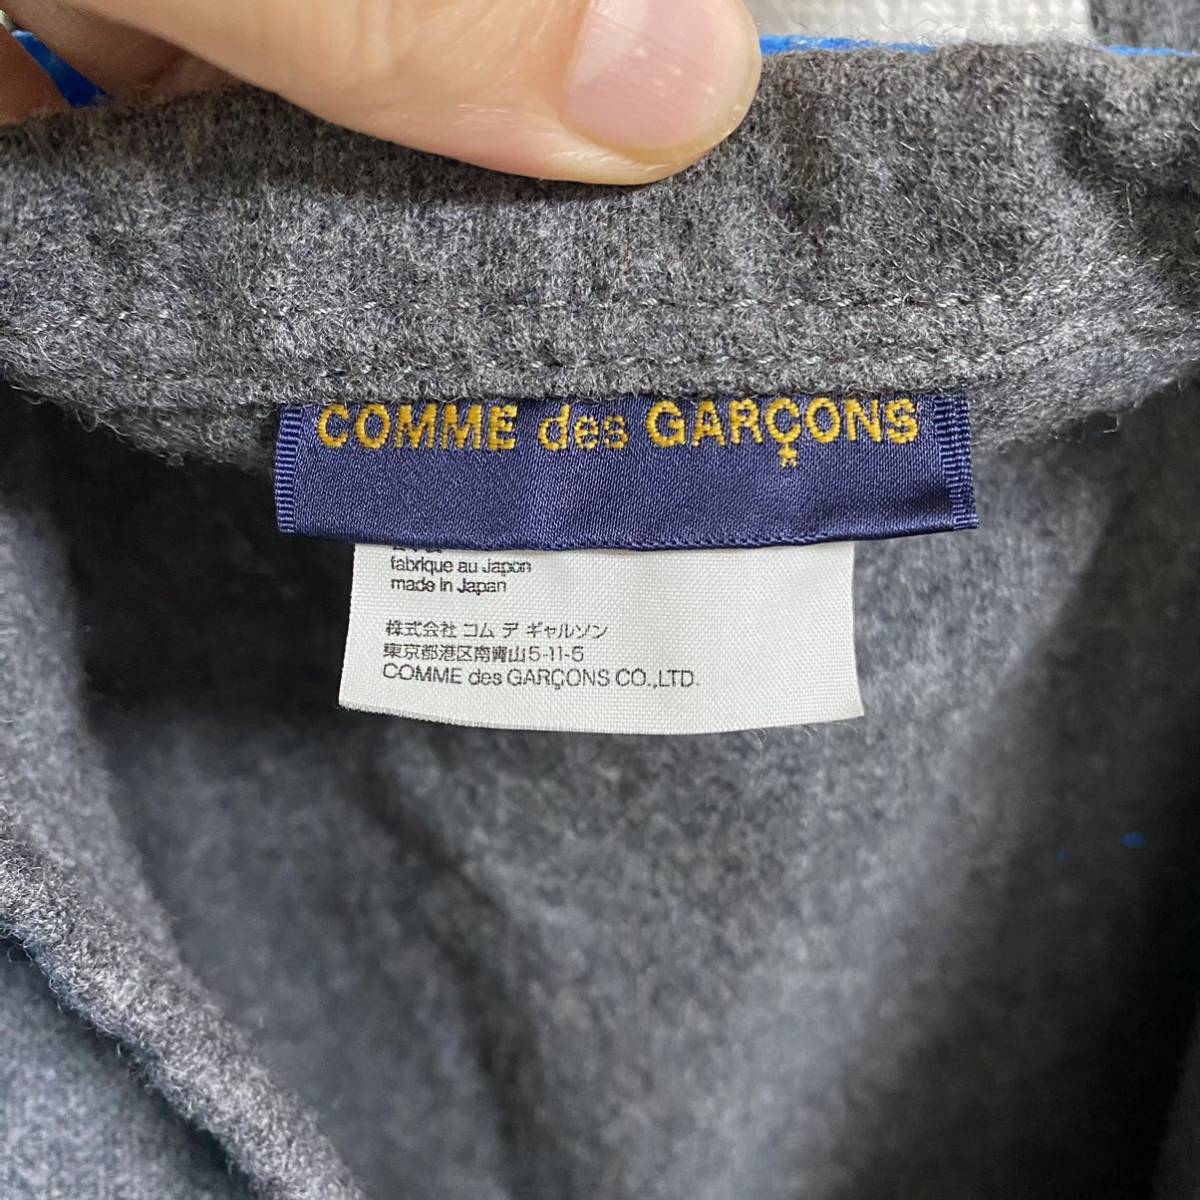 COMME des GARÇONS
fabrique au Japon
made in Japan
株式会社 コム デ ギャルソン
東京都港区南青山5-11-5
COMME des GARÇONS CO.,LTD.